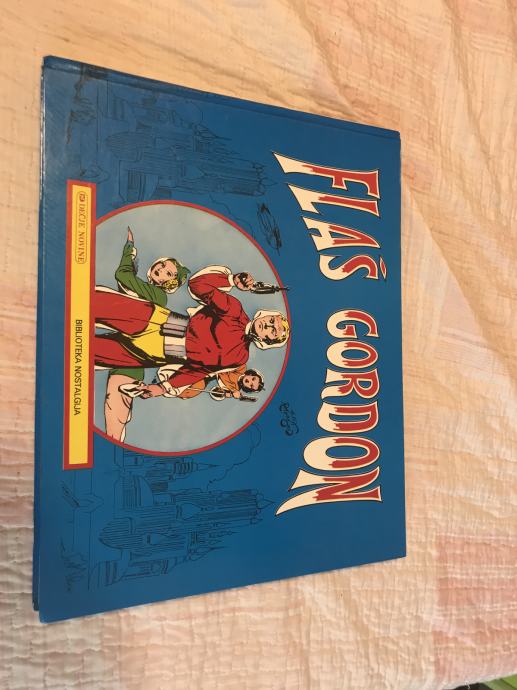 FLAŠ GORDON
DEČJE NOVINE
BIBLIOTEKA NOSTALGIJA